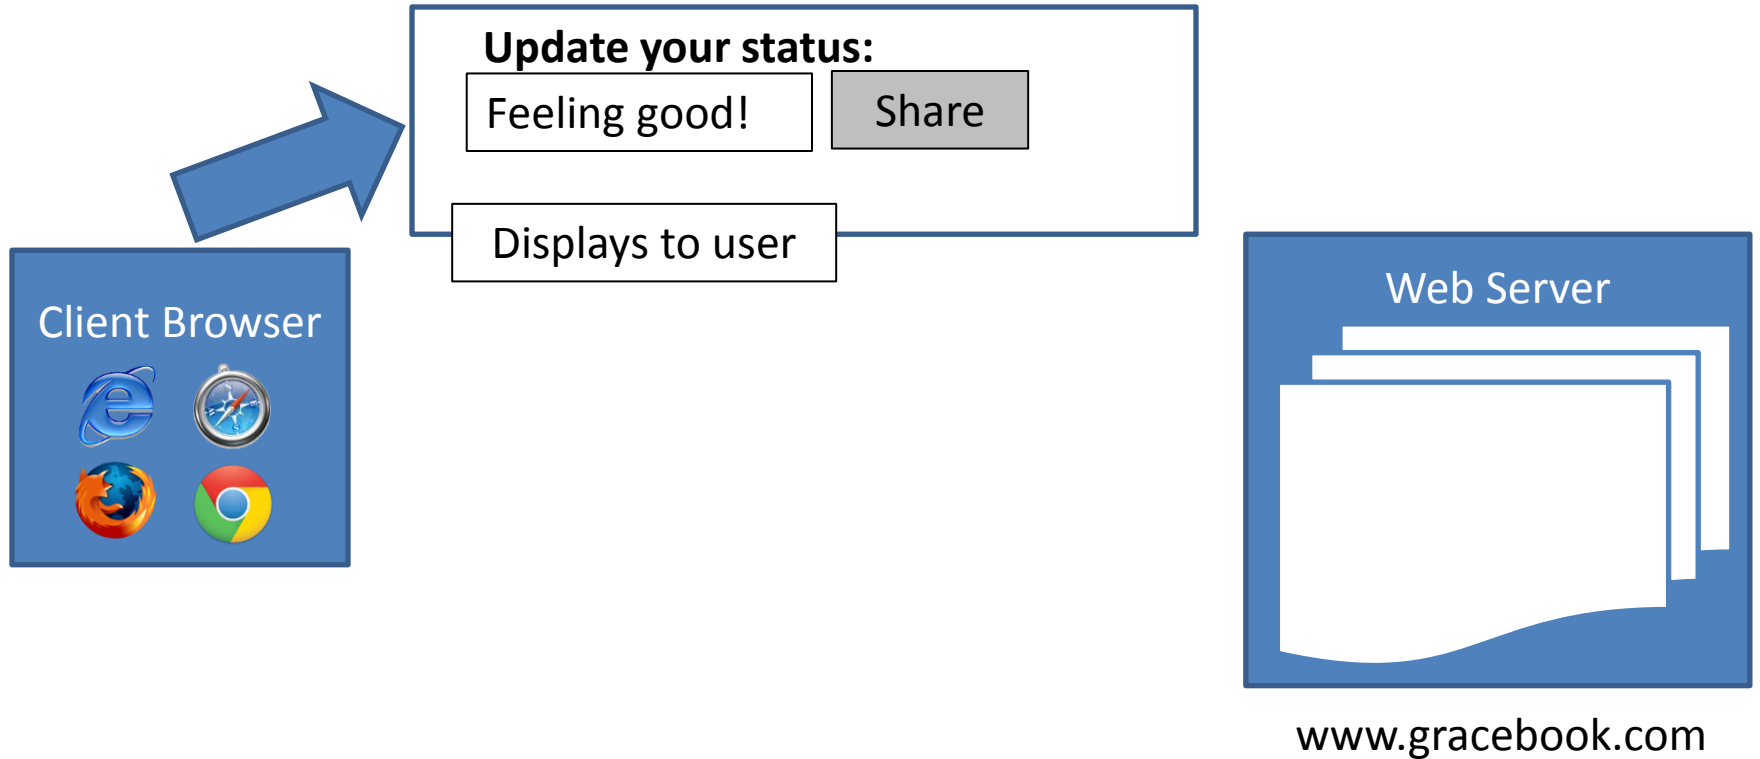 Update your status:
Feeling good!
Share
Displays to user
Client Browser
Web Server
www.gracebook.com